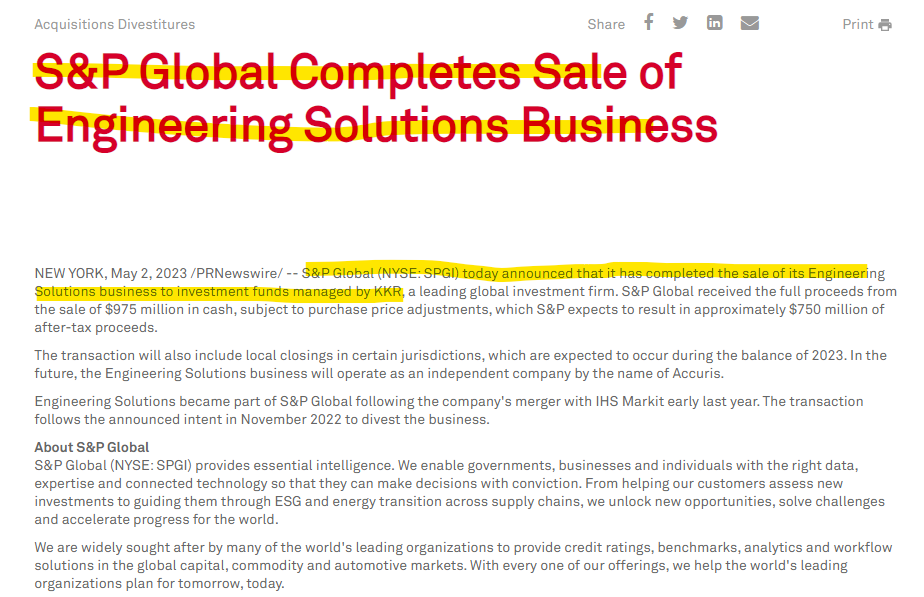 Acquisitions Divestitures
Share
Print
S&P Global Completes Sale of
Engineering Solutions Business
NEW YORK, May 2, 2023 /PRNewswire/ -- S&P Global (NYSE: SPGI) today announced that it has completed the sale of its Engineering
Solutions business to investment funds managed by KKR, a leading global investment firm. S&P Global received the full proceeds from
the sale of $975 million in cash, subject to purchase price adjustments, which S&P expects to result in approximately $750 million of
after-tax proceeds.
The transaction will also include local closings in certain jurisdictions, which are expected to occur during the balance of 2023. In the
future, the Engineering Solutions business will operate as an independent company by the name of Accuris.
Engineering Solutions became part of S&P Global following the company's merger with IHS Markit early last year. The transaction
follows the announced intent in November 2022 to divest the business.
About S&P Global
S&P Global (NYSE: SPGI) provides essential intelligence. We enable governments, businesses and individuals with the right data,
expertise and connected technology so that they can make decisions with conviction. From helping our customers assess new
investments to guiding them through ESG and energy transition across supply chains, we unlock new opportunities, solve challenges
and accelerate progress for the world.
We are widely sought after by many of the world's leading organizations to provide credit ratings, benchmarks, analytics and workflow
solutions in the global capital, commodity and automotive markets. With every one of our offerings, we help the world's leading
organizations plan for tomorrow, today.